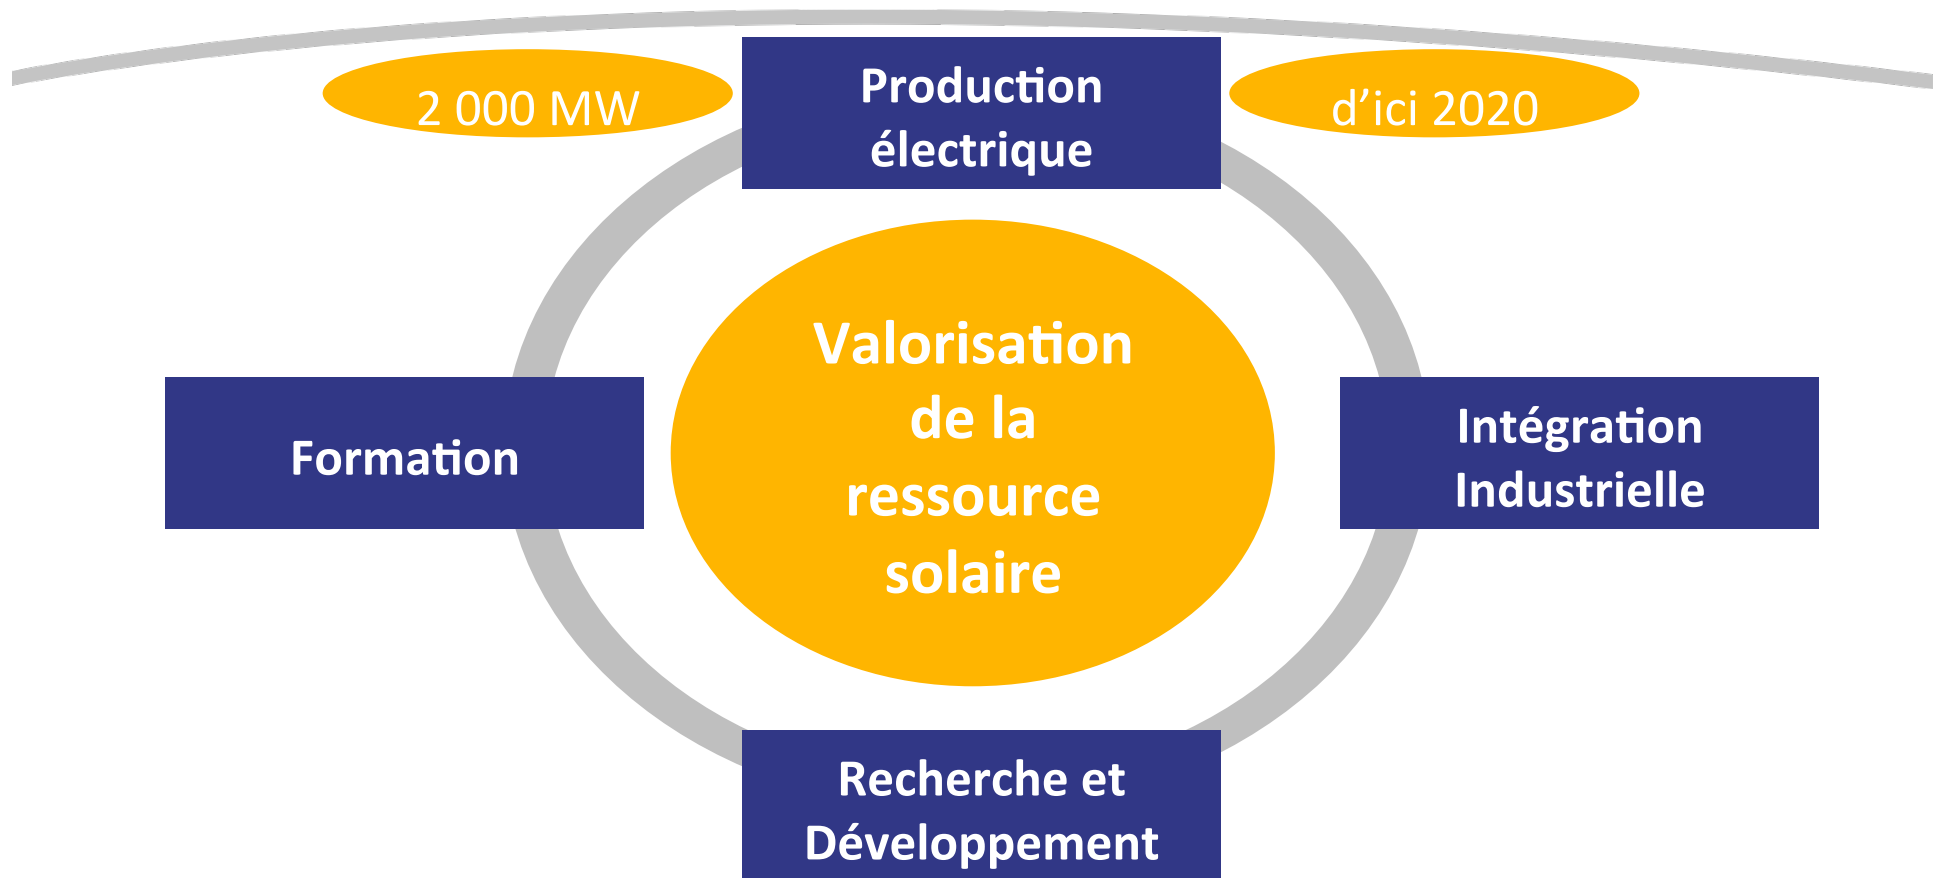 2 000 MW
Production
électrique
d’ici 2020
Valorisation
de la
ressource
solaire
Formation
Intégration
Industrielle
Recherche et
Développement